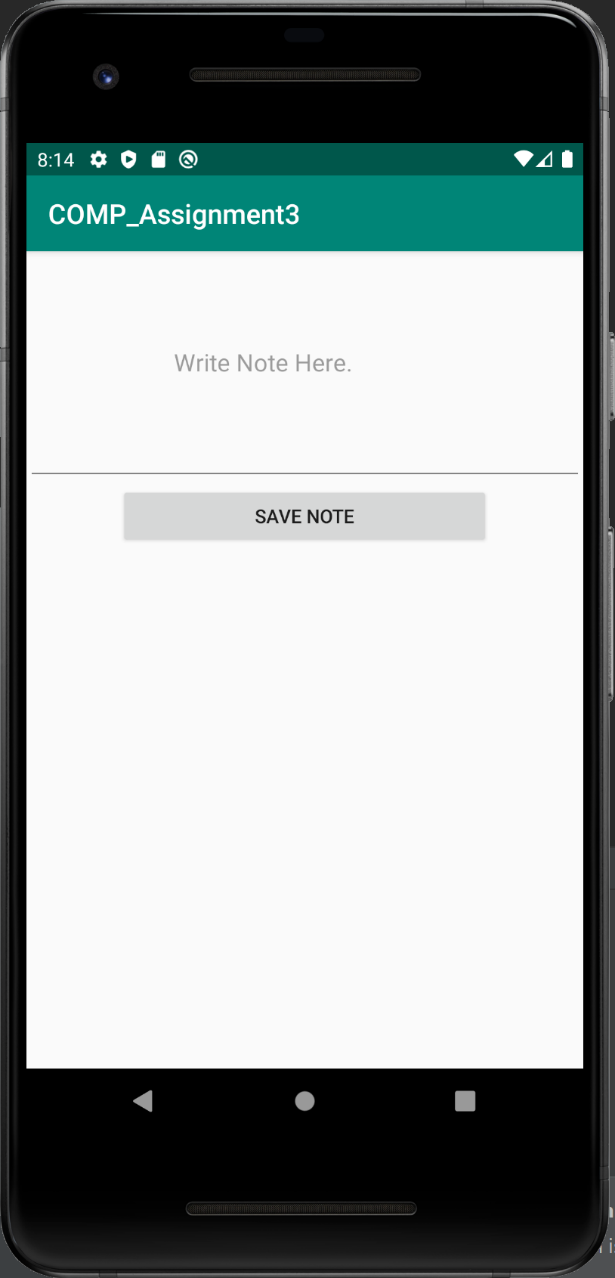 8:14
COMP_Assignment3
Write Note Here.
SAVE NOTE